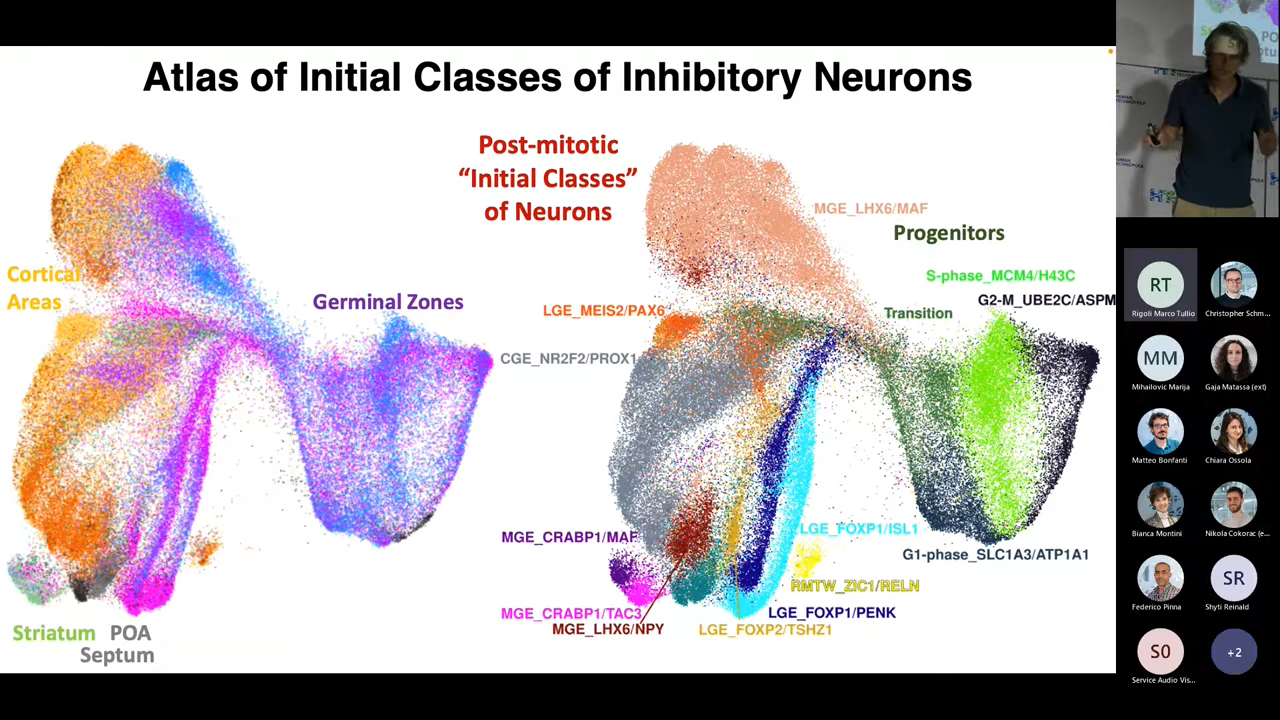 Atlas of Initial Classes of Inhibitory Neurons
Cortical
Areas
Germinal Zones
Striatum POA
Septum
Post-mitotic
“Initial Classes”
of Neurons
MGE_LHX6/MAF
Progenitors
S-phase_MCM4/H43C
G2-M_UBE2C/ASPM
Transition
LGE_MEIS2/PAX6
CGE_NR2F2/PROX1
MGE_CRABP1/MAF
LGE_FOXP1/ISL1
G1-phase_SLC1A3/ATP1A1
RMTW_ZIC1/RELN
MGE_CRABP1/TAC3
LGE_FOXP1/PENK
MGE_LHX6/NPY
LGE_FOXP2/TSHZ1
RT
Rigoli Marco Tullio
Christopher Schm...
MM
Mihailovic Marija
Gaja Matassa (ext)
Matteo Bonfanti
Chiara Ossola
Bianca Montini
Nikola Cokorac (e...
Federico Pinna
SR
Shyti Reinald
S0
Service Audio Vis...
+2